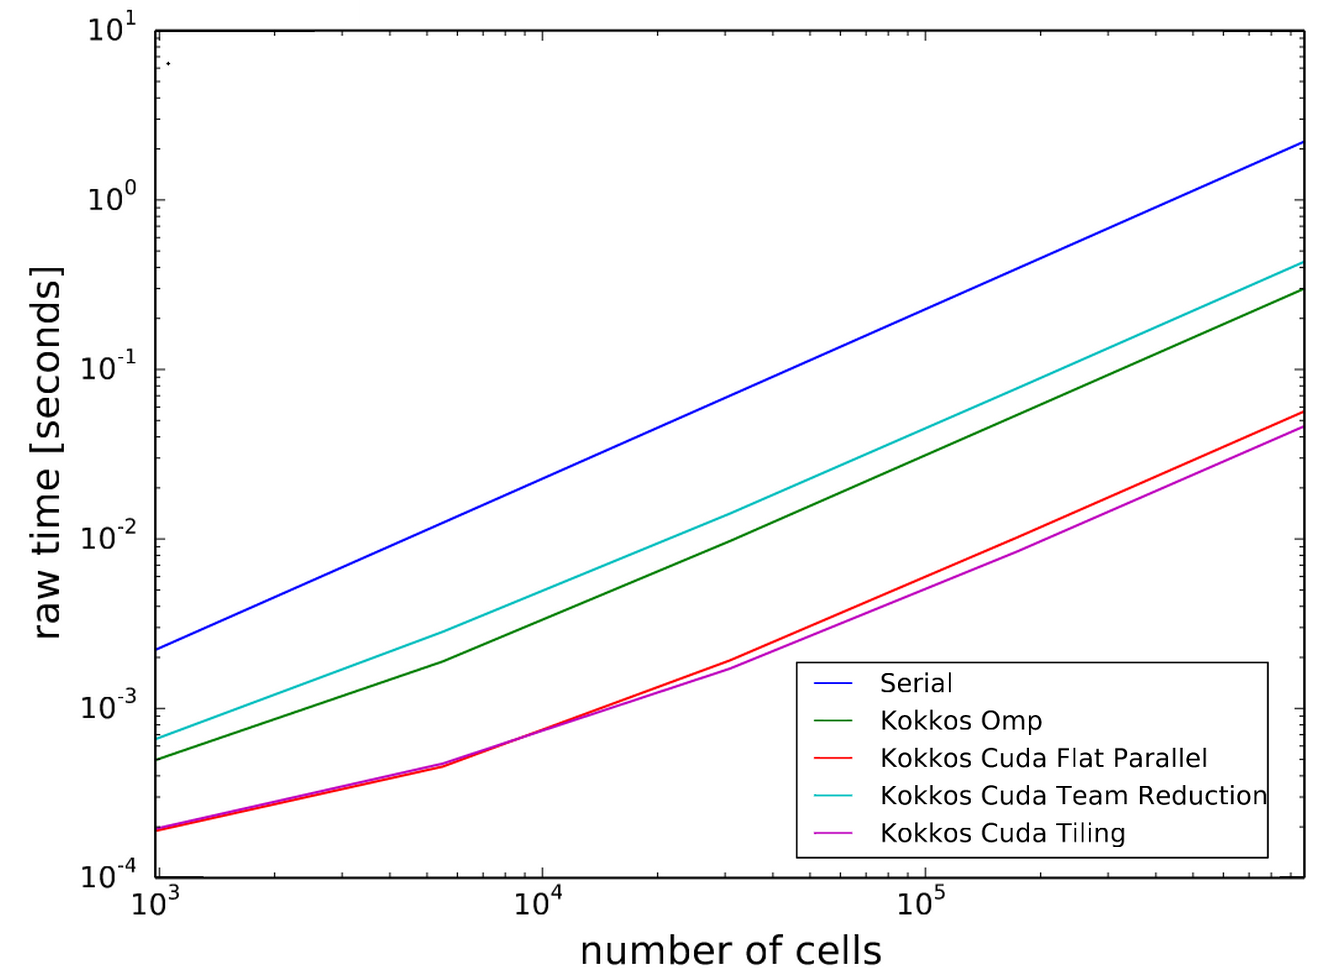 10^1
10^0
10^-1
10^-2
10^-3
10^-4
raw time [seconds]
10^3 10^4 10^5
number of cells
Serial
Kokkos Omp
Kokkos Cuda Flat Parallel
Kokkos Cuda Team Reduction
Kokkos Cuda Tiling